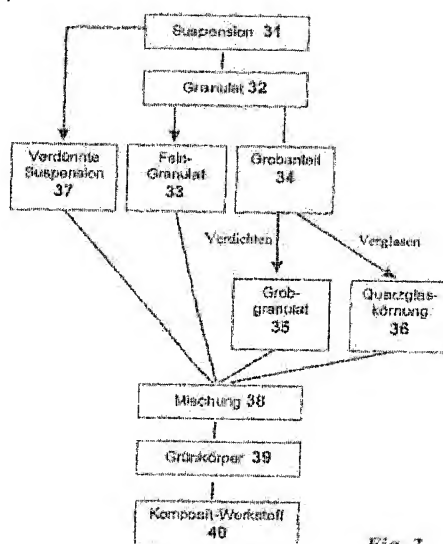 Suspension 31
Granulat 32
Verdünnte
Suspension
37
Fein-
Granulat
33
Grobanteil
34
Verdichten
Verglasen
Grob-
granulat
35
Quarzglas-
körnung
36
Mischung 38
Grünkörper 39
Komposit-Werkstoff
40